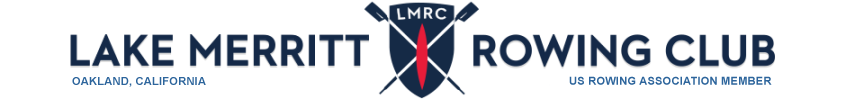 LMRC
LAKE MERRITT ROWING CLUB
OAKLAND, CALIFORNIA US ROWING ASSOCIATION MEMBER